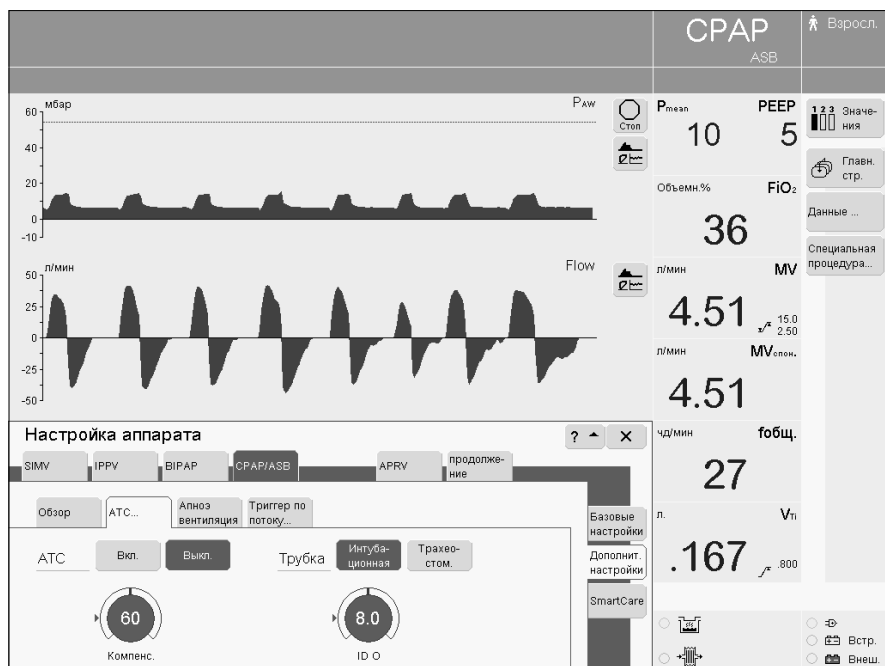 CPAP
ASB
Взросл.
мбар
PAW
60
40
20
0
-10
Стоп
л/мин
Flow
50
25
0
-25
-50
Pmean
PEEP
10
5
Объемн.%
FiO2
36
л/мин
MV
4.51
15.0
2.50
л/мин
MVспон.
4.51
чд/мин
fобщ.
27
л.
VTi
.167
.800
1 2 3
Значе-
ния
Главн.
стр.
Данные ...
Специальная
процедура...
Настройка аппарата
?
SIMV
IPPV
BIPAP
CPAP/ASB
APRV
продолже-
ние
Обзор
ATC...
Апноэ
вентиляция
Триггер по
потоку...
Базовые
настройки
Дополнит.
настройки
SmartCare
ATC
Вкл.
Выкл.
Трубка
Интуба-
ционная
Трахео-
стом.
60
Компенс.
8.0
ID O
Встр.
Внеш.